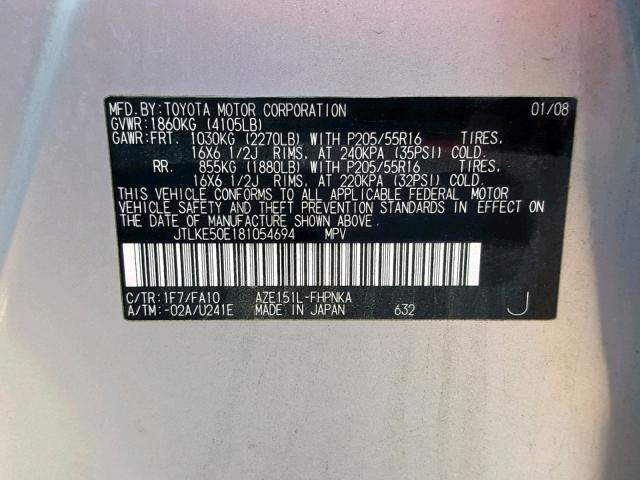 MFD. BY: TOYOTA MOTOR CORPORATION 01/08
GVWR: 1860KG (4105LB)
GAWR: FRT. 1030KG (2270LB) WITH P205/55R16 TIRES,
16X6 1/2J RIMS, AT 240KPA (35PSI) COLD.
RR. 855KG (1880LB) WITH P205/55R16 TIRES,
16X6 1/2J RIMS, AT 220KPA (32PSI) COLD.
THIS VEHICLE CONFORMS TO ALL APPLICABLE FEDERAL MOTOR
VEHICLE SAFETY AND THEFT PREVENTION STANDARDS IN EFFECT ON
THE DATE OF MANUFACTURE SHOWN ABOVE.
JTLKE50E181054694 MPV
C/TR: 1F7/FA10 AZE151L-FHPNKA
A/TM: -02A/U241E MADE IN JAPAN 632 J